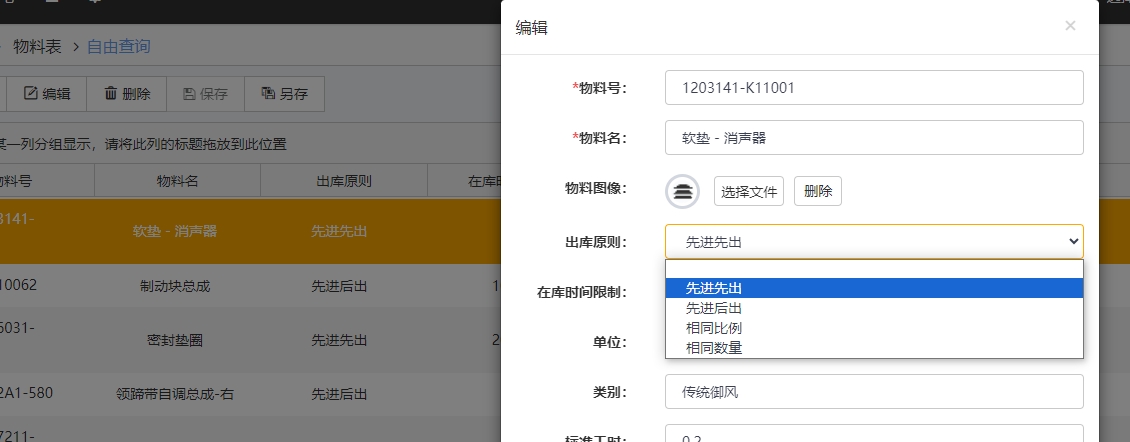 物料表 > 自由查询
编辑 删除 保存 另存
某一列分组显示，请将此列的标题拖放到此位置
物料号 物料名 出库原则 在库时
3141- 软垫 - 消声器 先进先出
10062 制动块总成 先进后出 1
6031- 密封垫圈 先进先出 2
2A1-580 领蹄带自调总成-右 先进后出
7211-
编辑 ×
*物料号： 1203141-K11001
*物料名： 软垫 - 消声器
物料图像： 选择文件 删除
出库原则： 先进先出
先进先出
先进后出
相同比例
相同数量
在库时间限制：
单位：
类别： 传统御风
标准工时： 0.2